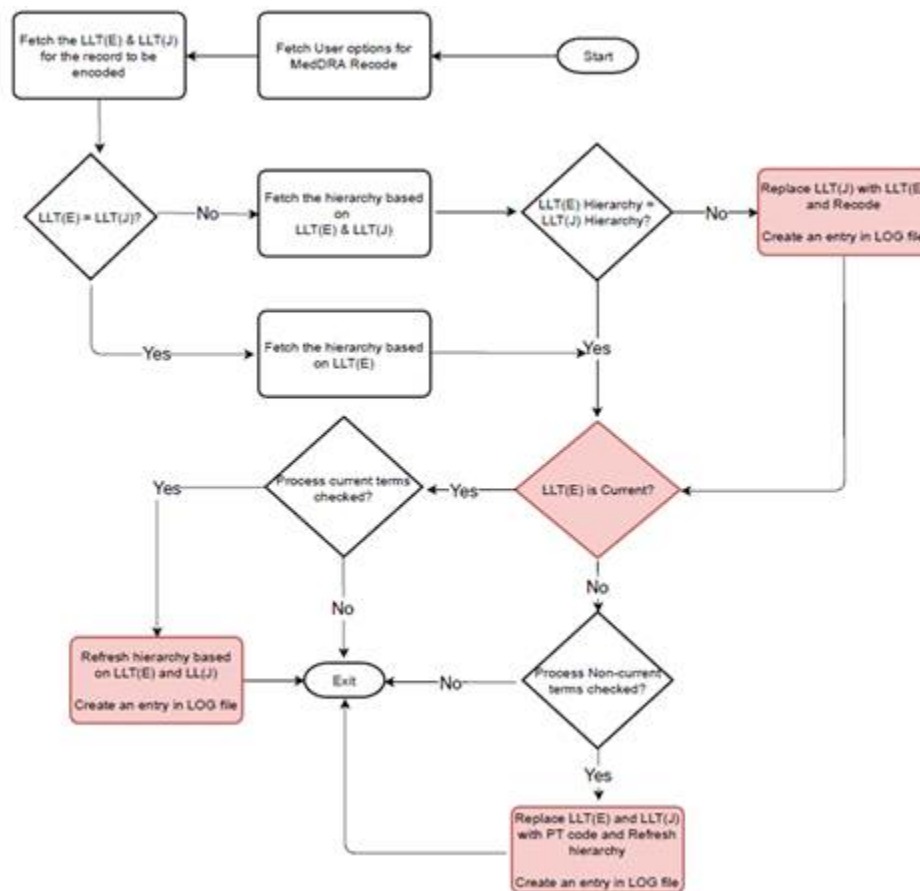 Fetch the LLT(E) & LLT(J)
for the record to be
encoded
Fetch User options for
MedDRA Recode
Start
LLT(E) = LLT(J)?
No
Fetch the hierarchy based
on
LLT(E) & LLT(J)
LLT(E) Hierarchy =
LLT(J) Hierarchy?
No
Replace LLT(J) with LLT(E)
and Recode
Create an entry in LOG file
Yes
Fetch the hierarchy based
on LLT(E)
Yes
Process current terms
checked?
Yes
Yes
LLT(E) is Current?
No
No
Refresh hierarchy based
on LLT(E) and LL(J)
Create an entry in LOG file
Exit
No
Process Non-current
terms checked?
Yes
Replace LLT(E) and LLT(J)
with PT code and Refresh
hierarchy
Create an entry in LOG file